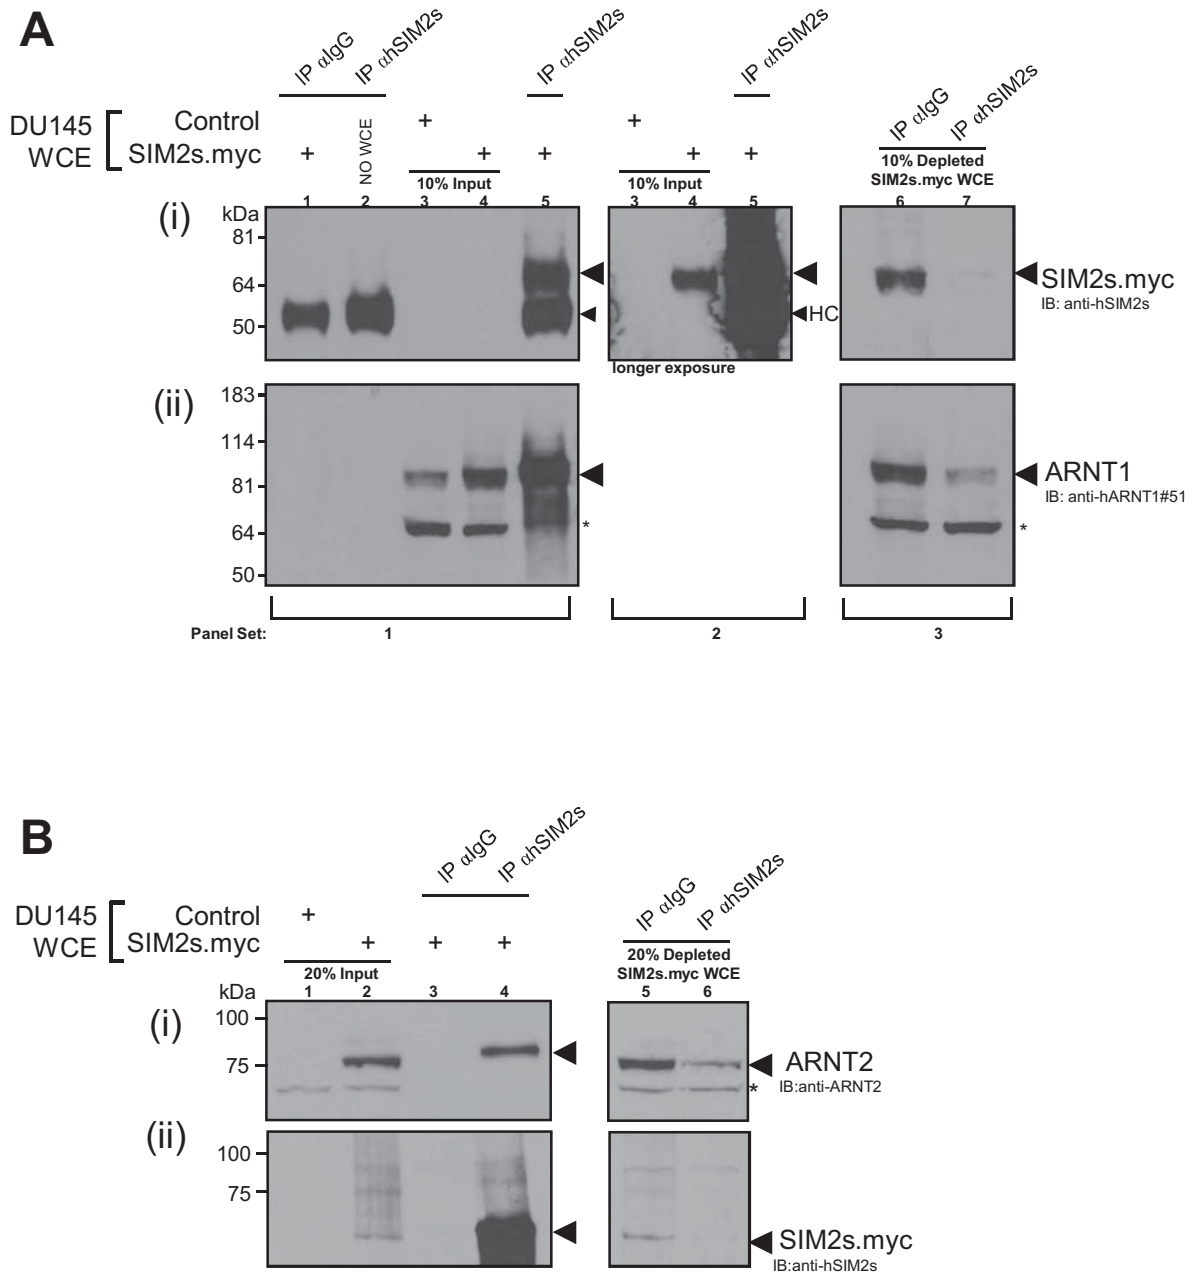 A
IP αIgG
IP αhSIM2s
IP αhSIM2s
IP αhSIM2s
IP αIgG
IP αhSIM2s
DU145
WCE
Control
+
+
SIM2s.myc
+
NO WCE
+
+
+
+
10% Input
10% Input
10% Depleted
SIM2s.myc WCE
1 2 3 4 5
3 4 5
6 7
(i)
kDa
81
64
50
HC
SIM2s.myc
IB: anti-hSIM2s
longer exposure
(ii)
183
114
81
64
50
*
ARNT1
IB: anti-hARNT1#51
*
Panel Set: 1 2 3
B
IP αIgG
IP αhSIM2s
IP αIgG
IP αhSIM2s
DU145
WCE
Control
+
SIM2s.myc
+ + +
20% Input
20% Depleted
SIM2s.myc WCE
kDa
1 2 3 4
5 6
(i)
100
75
ARNT2
IB:anti-ARNT2
*
(ii)
100
75
SIM2s.myc
IB:anti-hSIM2s